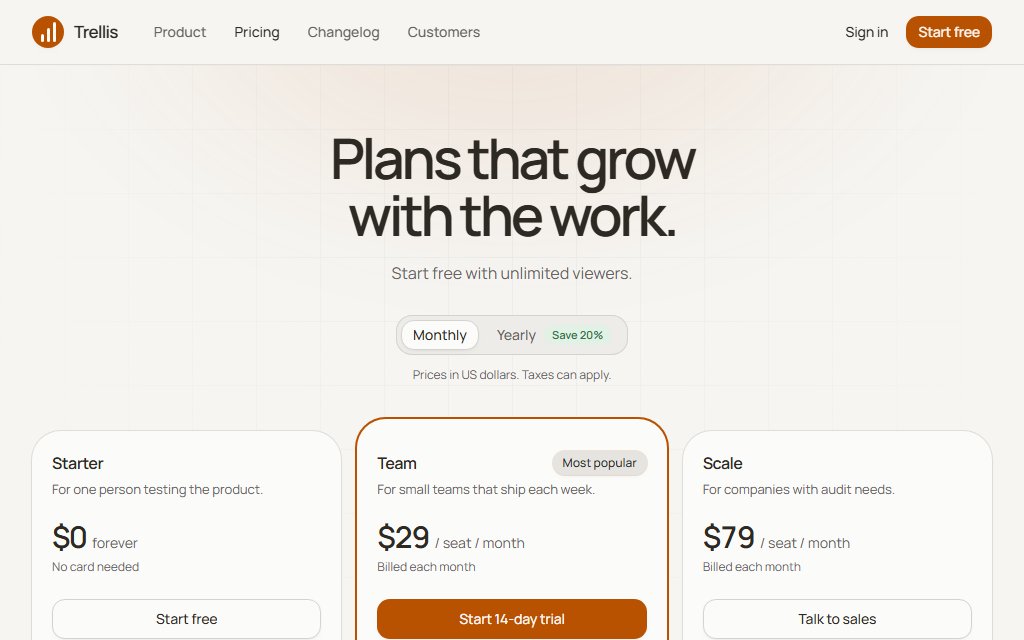 Trellis
Product
Pricing
Changelog
Customers
Sign in
Start free
Plans that grow
with the work.
Start free with unlimited viewers.
Monthly
Yearly
Save 20%
Prices in US dollars. Taxes can apply.
Starter
For one person testing the product.
$0 forever
No card needed
Start free
Team
Most popular
For small teams that ship each week.
$29 / seat / month
Billed each month
Start 14-day trial
Scale
For companies with audit needs.
$79 / seat / month
Billed each month
Talk to sales